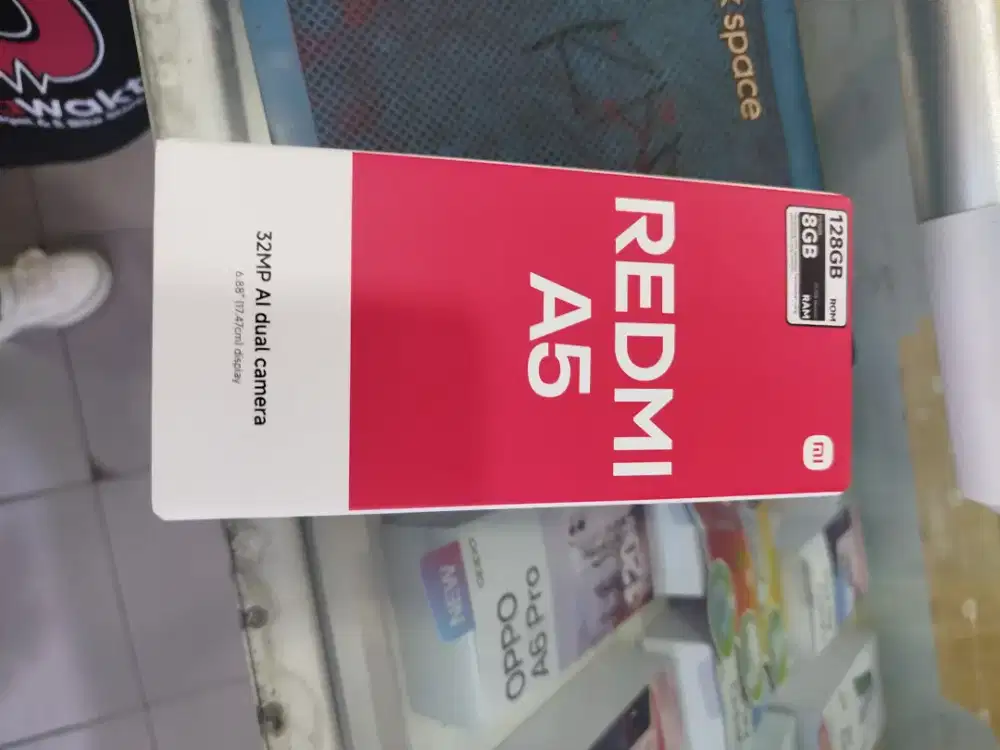 128GB ROM
8GB RAM
mi
REDMI
A5
32MP AI dual camera
6.88" (17.47cm) display
space
wakt
NEW
oppo
OPPO
A6 Pro